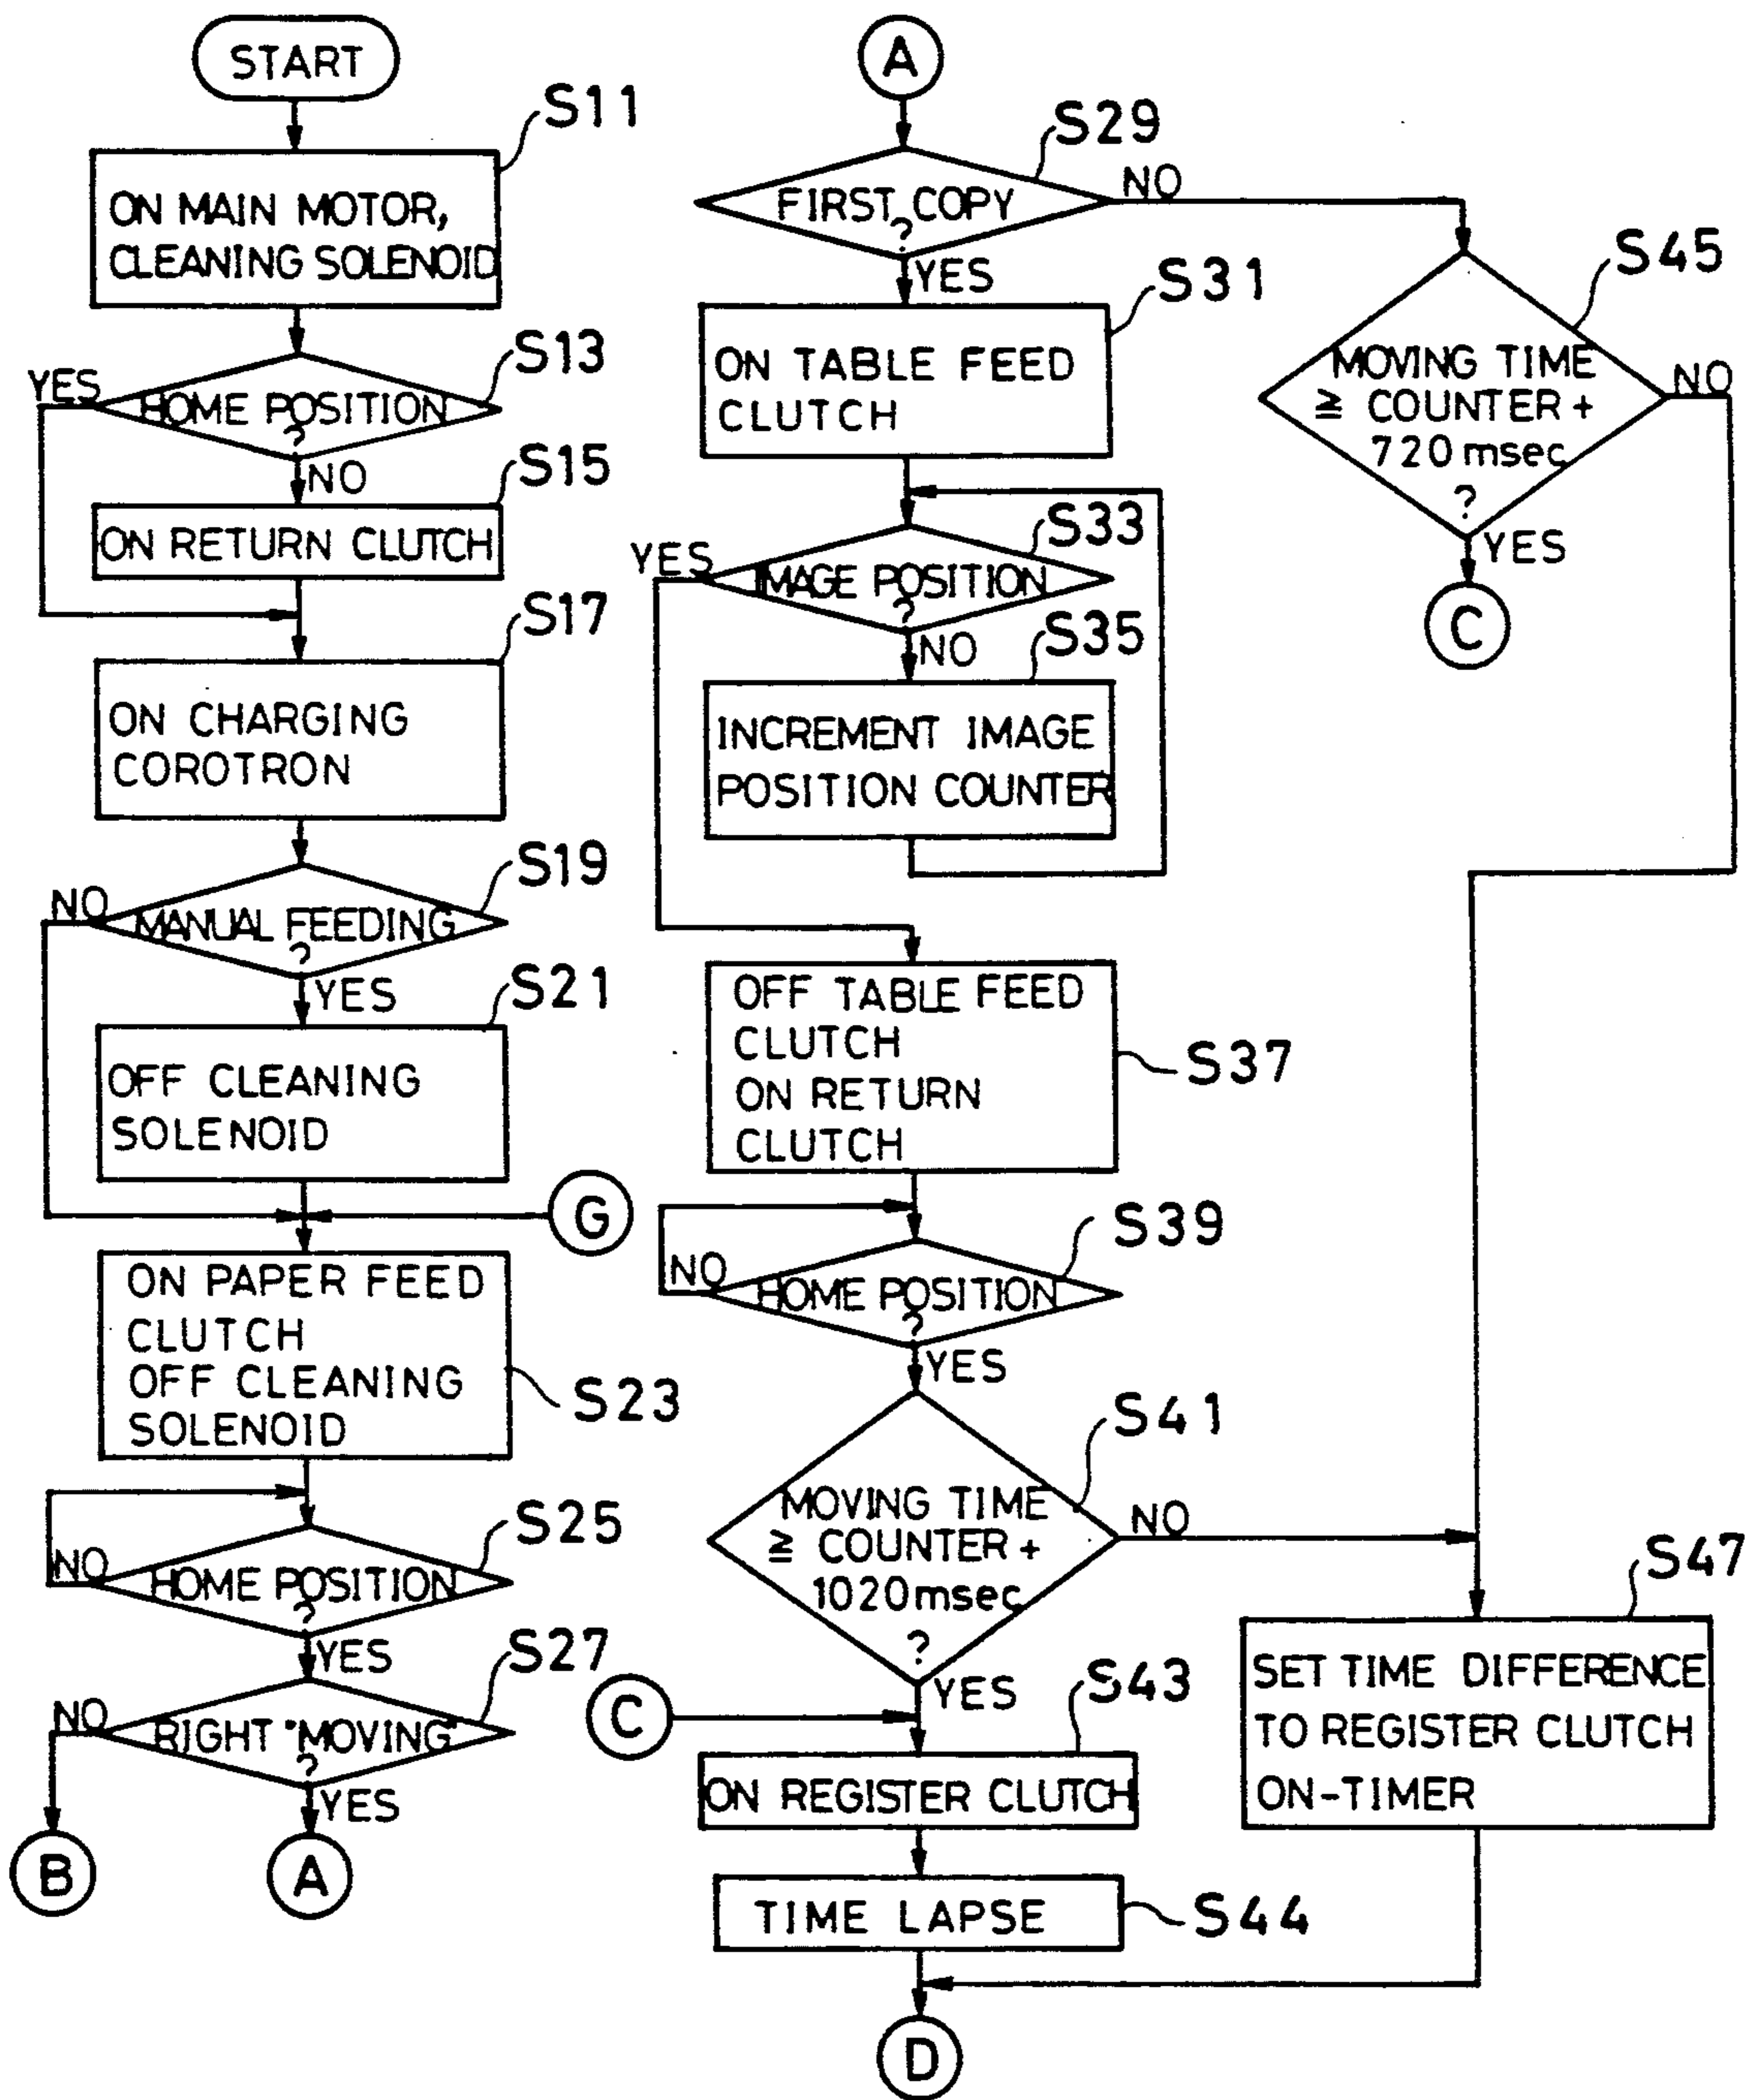 START
S11
ON MAIN MOTOR,
CLEANING SOLENOID
S13
YES
HOME POSITION
?
NO
S15
ON RETURN CLUTCH
S17
ON CHARGING
COROTRON
S19
NO
MANUAL FEEDING
?
YES
S21
OFF CLEANING
SOLENOID
G
ON PAPER FEED
CLUTCH
OFF CLEANING
SOLENOID
S23
S25
NO
HOME POSITION
?
YES
S27
NO
RIGHT "MOVING"
?
YES
B
A
A
S29
FIRST COPY
?
NO
YES
S31
ON TABLE FEED
CLUTCH
S33
YES
IMAGE POSITION
?
NO
S35
INCREMENT IMAGE
POSITION COUNTER
OFF TABLE FEED
CLUTCH
ON RETURN
CLUTCH
S37
S39
NO
HOME POSITION
?
YES
S41
MOVING TIME
≧ COUNTER +
1020msec
?
NO
YES
C
S43
ON REGISTER CLUTCH
TIME LAPSE
S44
D
S45
MOVING TIME
≧ COUNTER +
720msec
?
NO
YES
C
S47
SET TIME DIFFERENCE
TO REGISTER CLUTCH
ON-TIMER